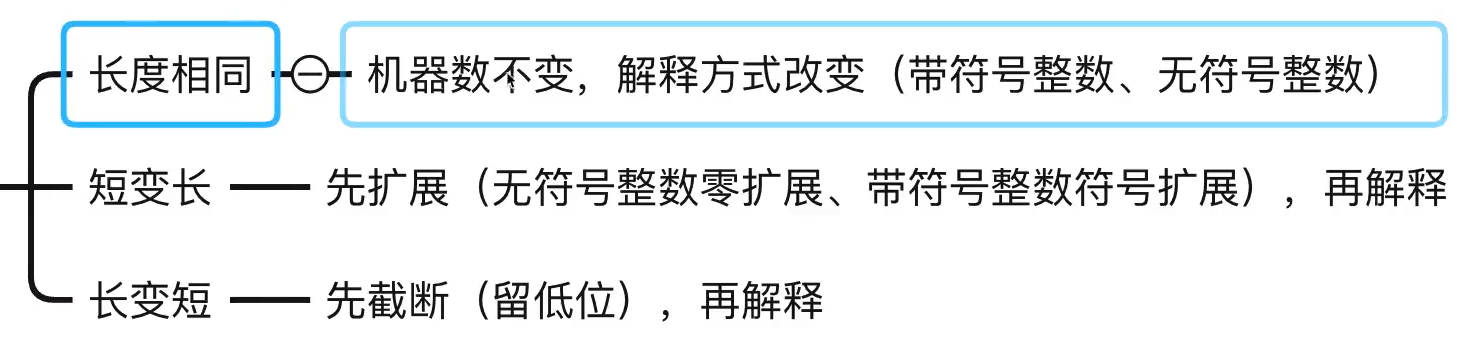 长度相同 机器数不变，解释方式改变（带符号整数、无符号整数）
短变长 先扩展（无符号整数零扩展、带符号整数符号扩展），再解释
长变短 先截断（留低位），再解释